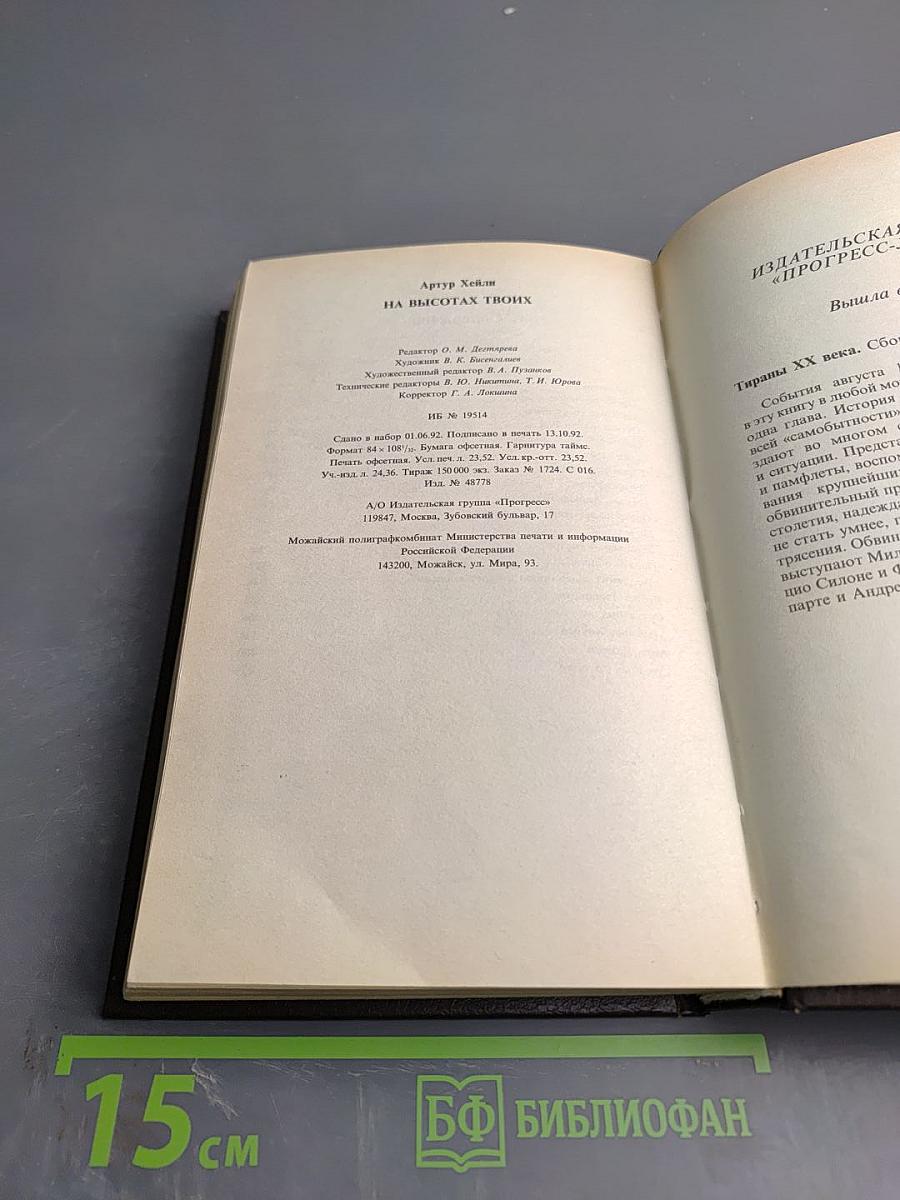 Артур Хейли
НА ВЫСОТАХ ТВОИХ
Редактор О. М. Дегтярева
Художник В. К. Бисенгалиев
Художественный редактор В. А. Пузанков
Технические редакторы В. Ю. Никитина, Т. И. Юрова
Корректор Г. А. Локшина
ИБ № 19514
Сдано в набор 01.06.92. Подписано в печать 13.10.92.
Формат 84×108¹/₃₂. Бумага офсетная. Гарнитура таймс.
Печать офсетная. Усл. печ. л. 23,52. Усл. кр.-отт. 23,52.
Уч.-изд. л. 24,36. Тираж 150 000 экз. Заказ № 1724. С 016.
Изд. № 48778
А/О Издательская группа «Прогресс»
119847, Москва, Зубовский бульвар, 17
Можайский полиграфкомбинат Министерства печати и информации
Российской Федерации
143200, Можайск, ул. Мира, 93.
ИЗДАТЕЛЬСКАЯ
«ПРОГРЕСС-
Вышла
Тираны XX века. Сбо
События августа
в эту книгу в любой мо
одна глава. История
всей «самобытности»
здают во многом
и ситуации. Предста
и памфлеты, воспом
вания крупнейши
обвинительный пр
столетия, надежда
не стать умнее,
трясения. Обвин
выступают Мил
цио Силоне и Ф
парте и Андре
15 см
БФ БИБЛИОФАН